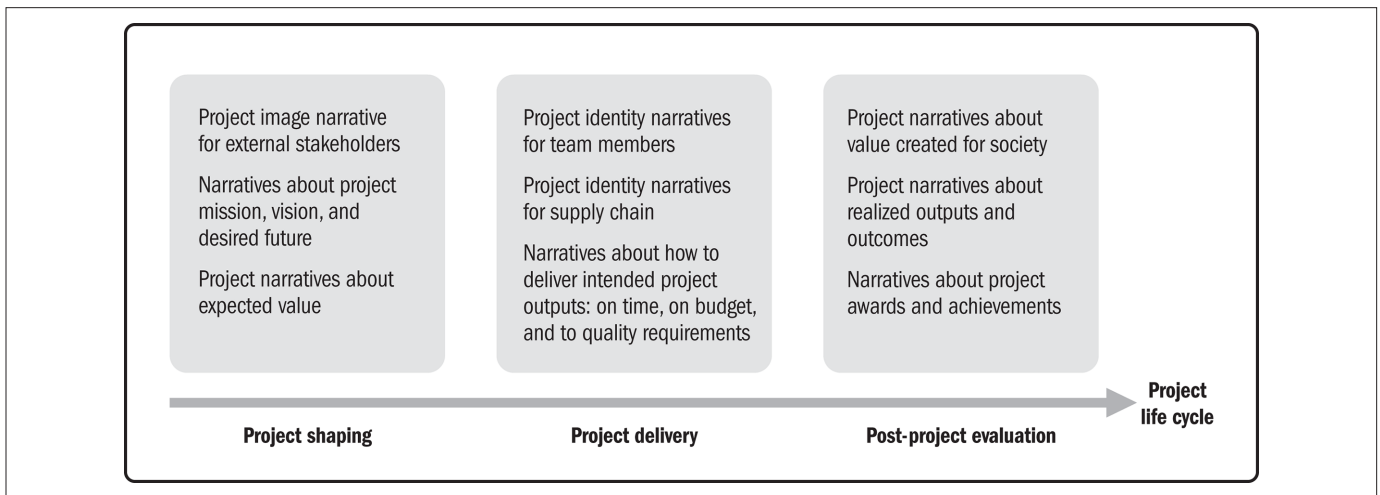 Project image narrative
for external stakeholders
Narratives about project
mission, vision, and
desired future
Project narratives about
expected value
Project identity narratives
for team members
Project identity narratives
for supply chain
Narratives about how to
deliver intended project
outputs: on time, on budget,
and to quality requirements
Project narratives about
value created for society
Project narratives about
realized outputs and
outcomes
Narratives about project
awards and achievements
Project
life cycle
Project shaping
Project delivery
Post-project evaluation